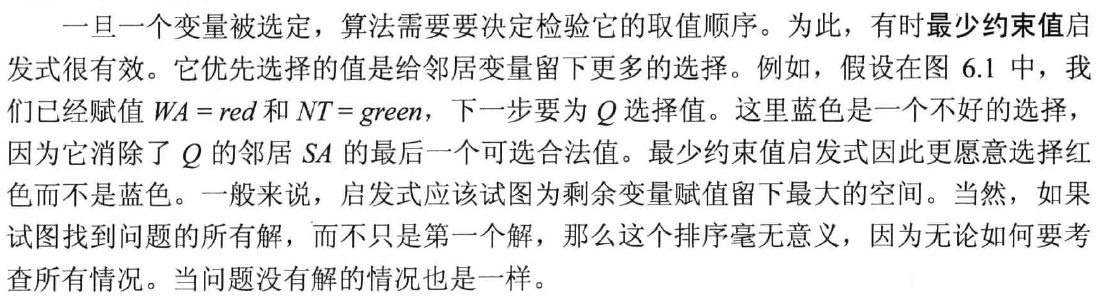 一旦一个变量被选定，算法需要要决定检验它的取值顺序。为此，有时最少约束值启
发式很有效。它优先选择的值是给邻居变量留下更多的选择。例如，假设在图 6.1 中，我
们已经赋值 WA = red 和 NT = green，下一步要为 Q 选择值。这里蓝色是一个不好的选择，
因为它消除了 Q 的邻居 SA 的最后一个可选合法值。最少约束值启发式因此更愿意选择红
色而不是蓝色。一般来说，启发式应该试图为剩余变量赋值留下最大的空间。当然，如果
试图找到问题的所有解，而不只是第一个解，那么这个排序毫无意义，因为无论如何要考
查所有情况。当问题没有解的情况也是一样。